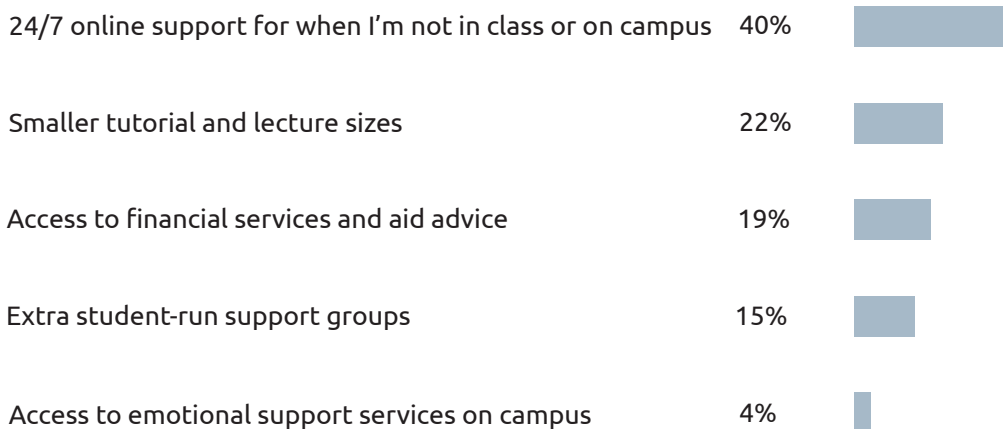 24/7 online support for when I’m not in class or on campus 40%
Smaller tutorial and lecture sizes 22%
Access to financial services and aid advice 19%
Extra student-run support groups 15%
Access to emotional support services on campus 4%